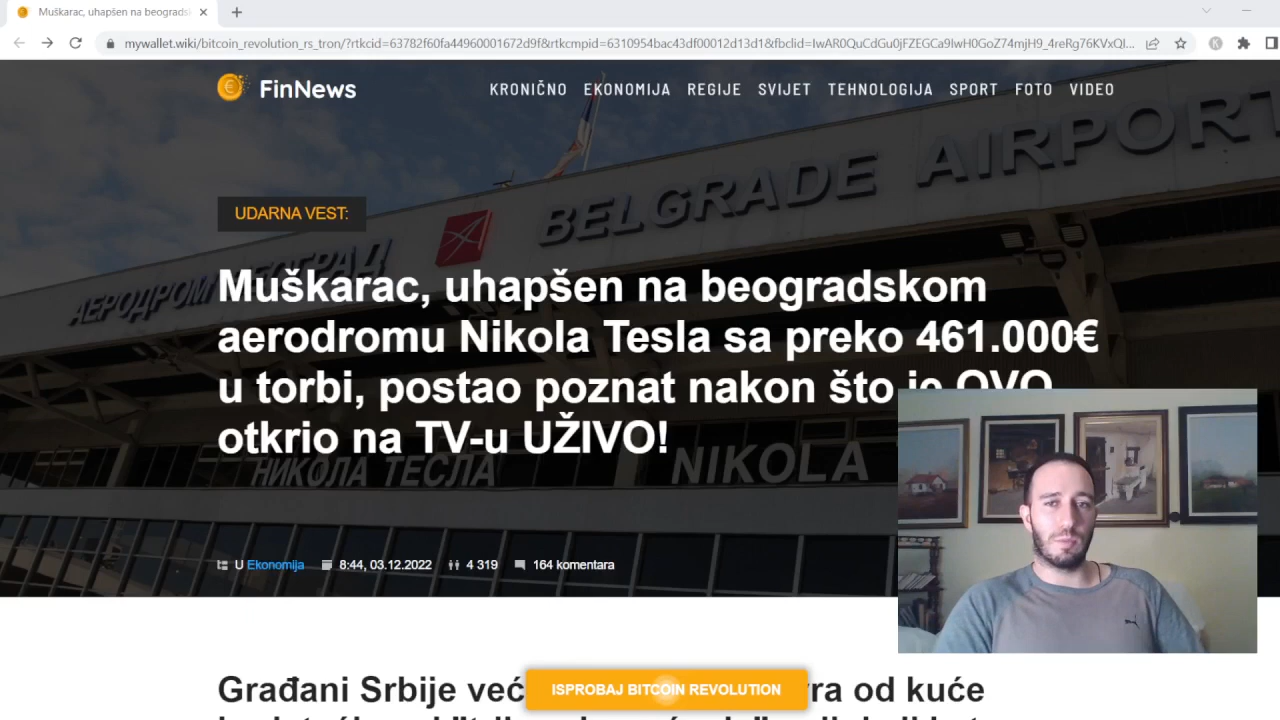 Muškarac, uhapšen na beogradsk
mywallet.wiki/bitcoin_revolution_rs_tron/?rtkcid=63782f60fa44960001672d9f&rtkcmpid=6310954bac43df00012d13d1&fbclid=IwAR0QuCdGu0jFZEGCa9IwH0GoZ74mjH9_4reRg76KVxQI...
FinNews
KRONIČNO EKONOMIJA REGIJE SVIJET TEHNOLOGIJA SPORT FOTO VIDEO
BELGRADE AIRPORT
UDARNA VEST:
АЕРОДРОМ БЕОГРАД
Muškarac, uhapšen na beogradskom
aerodromu Nikola Tesla sa preko 461.000€
u torbi, postao poznat nakon što je OVO
otkrio na TV-u UŽIVO!
НИКОЛА ТЕСЛА NIKOLA
U Ekonomija 8:44, 03.12.2022 4 319 164 komentara
Građani Srbije već od kuće
ISPROBAJ BITCOIN REVOLUTION